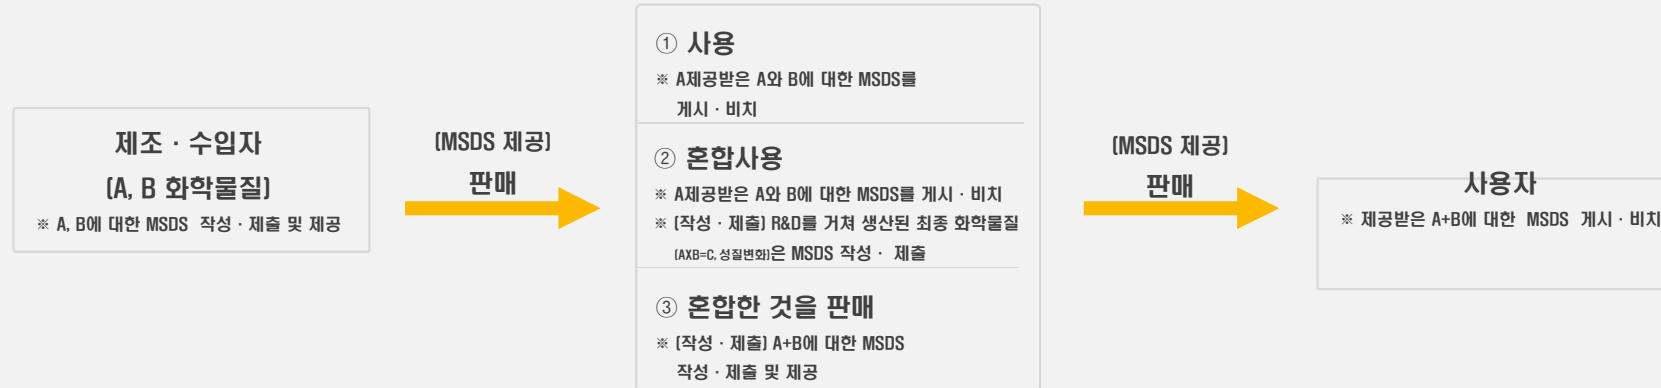 제조 · 수입자
(A, B 화학물질)
※ A, B에 대한 MSDS 작성 · 제출 및 제공
(MSDS 제공)
판매
① 사용
※ A제공받은 A와 B에 대한 MSDS를
게시 · 비치
② 혼합사용
※ A제공받은 A와 B에 대한 MSDS를 게시 · 비치
※ (작성 · 제출) R&D를 거쳐 생산된 최종 화학물질
(AXB=C, 성질변화)은 MSDS 작성 · 제출
③ 혼합한 것을 판매
※ (작성 · 제출) A+B에 대한 MSDS
작성 · 제출 및 제공
(MSDS 제공)
판매
사용자
※ 제공받은 A+B에 대한 MSDS 게시 · 비치